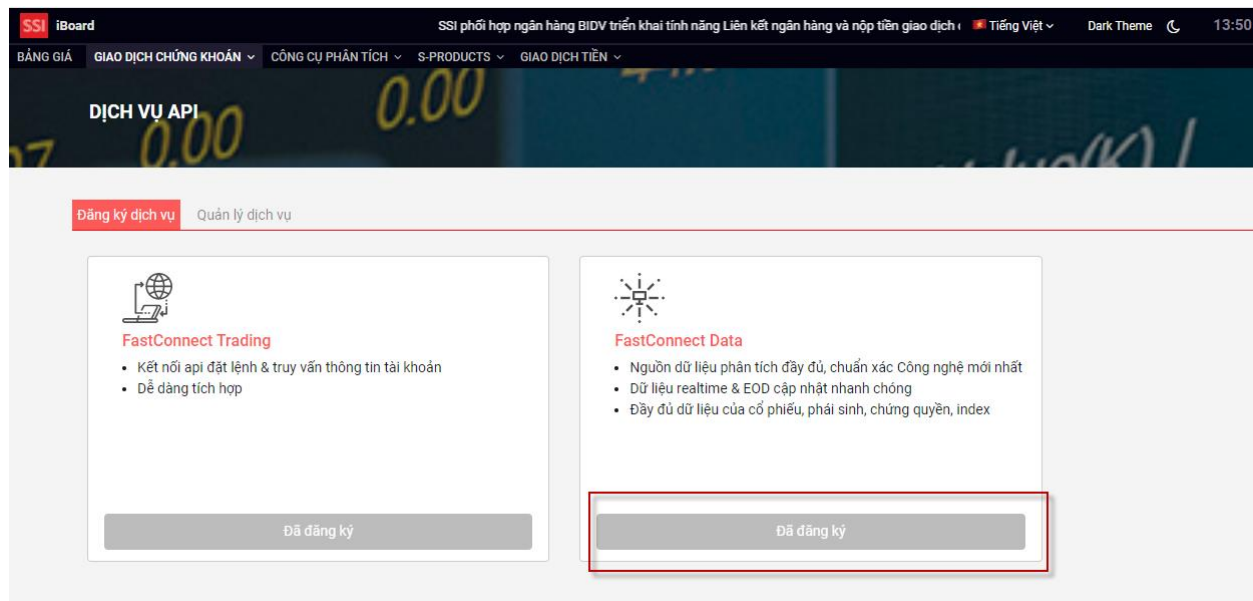 SSI iBoard SSI phối hợp ngân hàng BIDV triển khai tính năng Liên kết ngân hàng và nộp tiền giao dịch Tiếng Việt Dark Theme 13:50
BẢNG GIÁ GIAO DỊCH CHỨNG KHOÁN CÔNG CỤ PHÂN TÍCH S-PRODUCTS GIAO DỊCH TIỀN
DỊCH VỤ API
0.00
0.00
07
Đăng ký dịch vụ Quản lý dịch vụ
FastConnect Trading
• Kết nối api đặt lệnh & truy vấn thông tin tài khoản
• Dễ dàng tích hợp
Đã đăng ký
FastConnect Data
• Nguồn dữ liệu phân tích đầy đủ, chuẩn xác Công nghệ mới nhất
• Dữ liệu realtime & EOD cập nhật nhanh chóng
• Đầy đủ dữ liệu của cổ phiếu, phái sinh, chứng quyền, index
Đã đăng ký